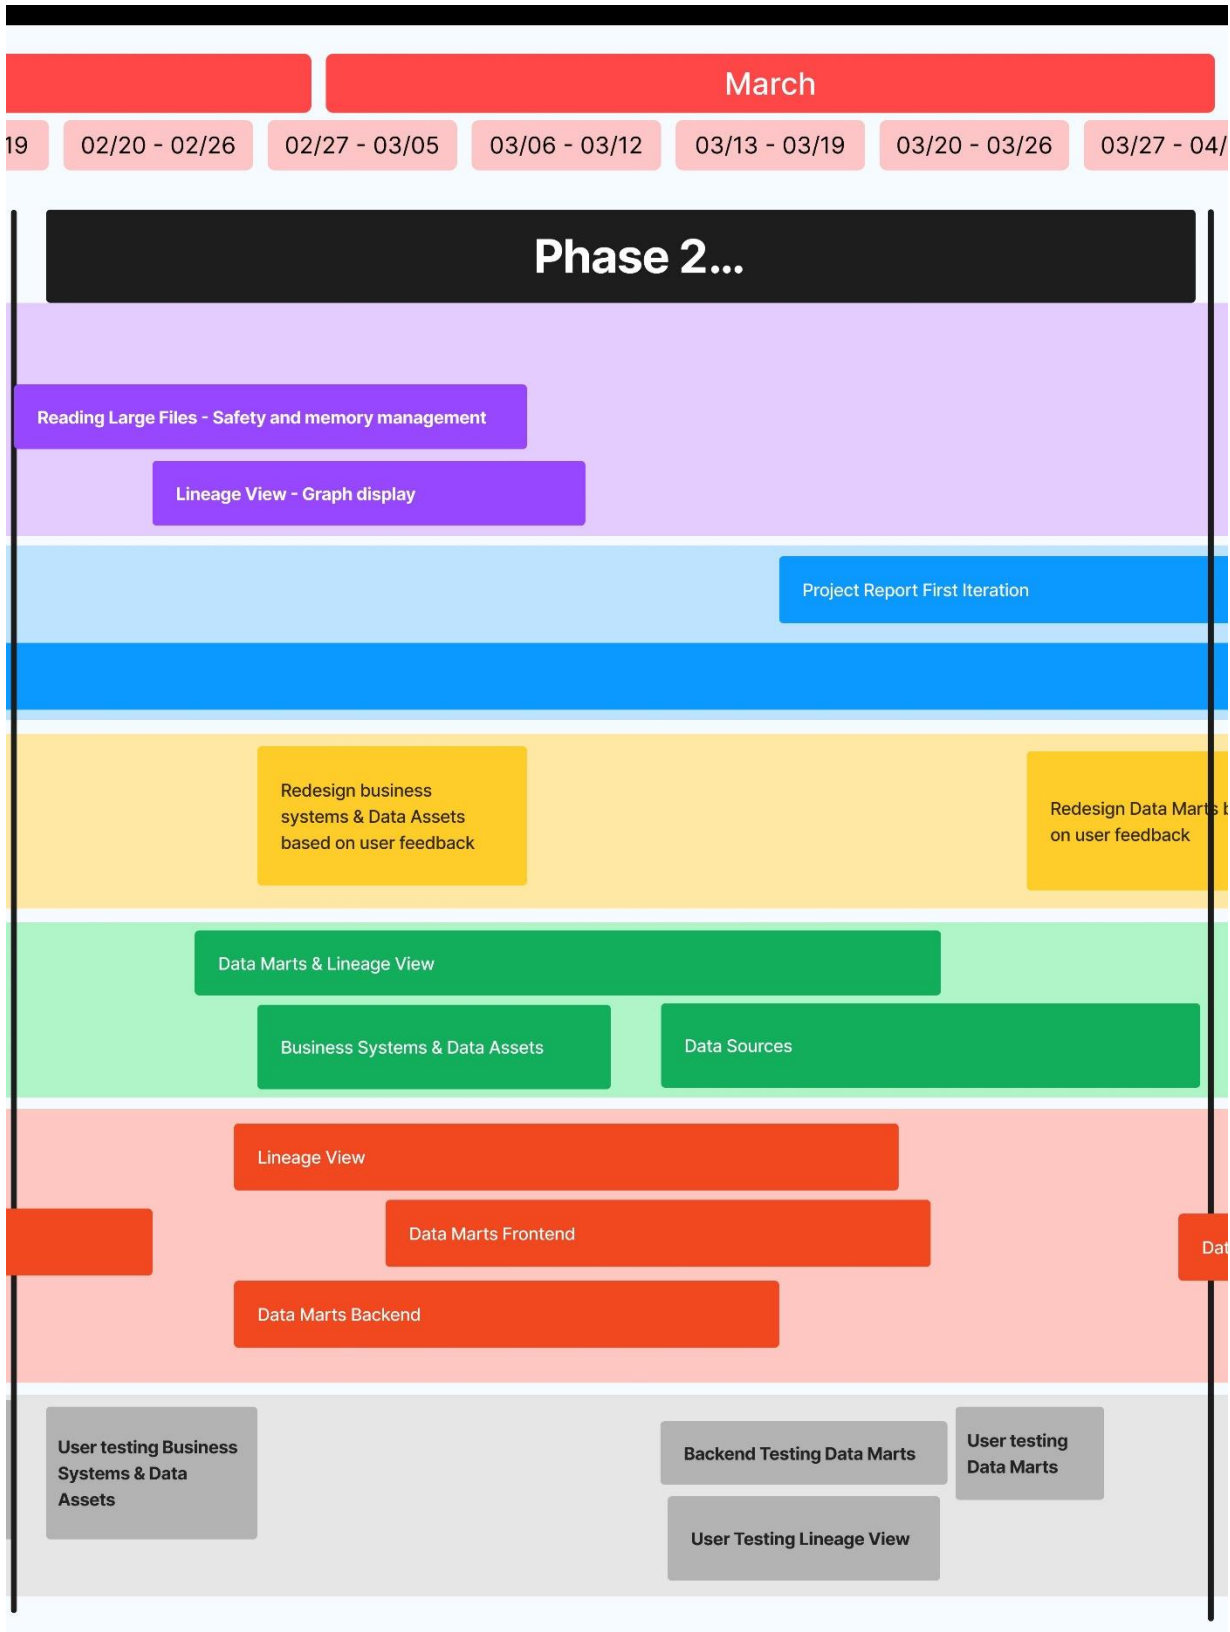 March
19 02/20 - 02/26 02/27 - 03/05 03/06 - 03/12 03/13 - 03/19 03/20 - 03/26 03/27 - 04/
Phase 2...
Reading Large Files - Safety and memory management
Lineage View - Graph display
Project Report First Iteration
Redesign business
systems & Data Assets
based on user feedback
Redesign Data Marts b
on user feedback
Data Marts & Lineage View
Business Systems & Data Assets
Data Sources
Lineage View
Data Marts Frontend
Dat
Data Marts Backend
User testing Business
Systems & Data
Assets
Backend Testing Data Marts
User testing
Data Marts
User Testing Lineage View